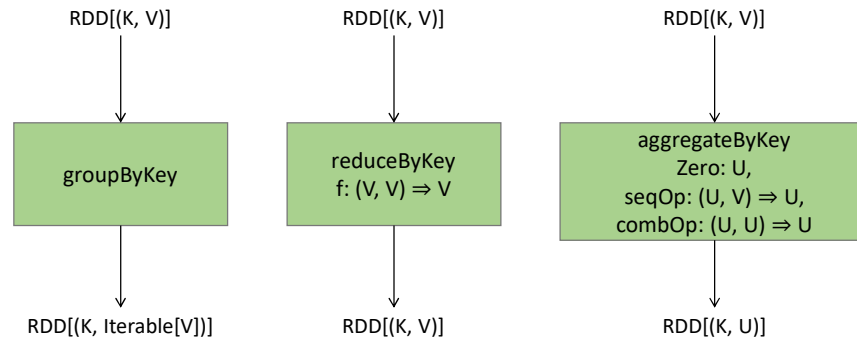 RDD[(K, V)]
groupByKey
RDD[(K, Iterable[V])]
RDD[(K, V)]
reduceByKey
f: (V, V) ⇒ V
RDD[(K, V)]
RDD[(K, V)]
aggregateByKey
Zero: U,
seqOp: (U, V) ⇒ U,
combOp: (U, U) ⇒ U
RDD[(K, U)]